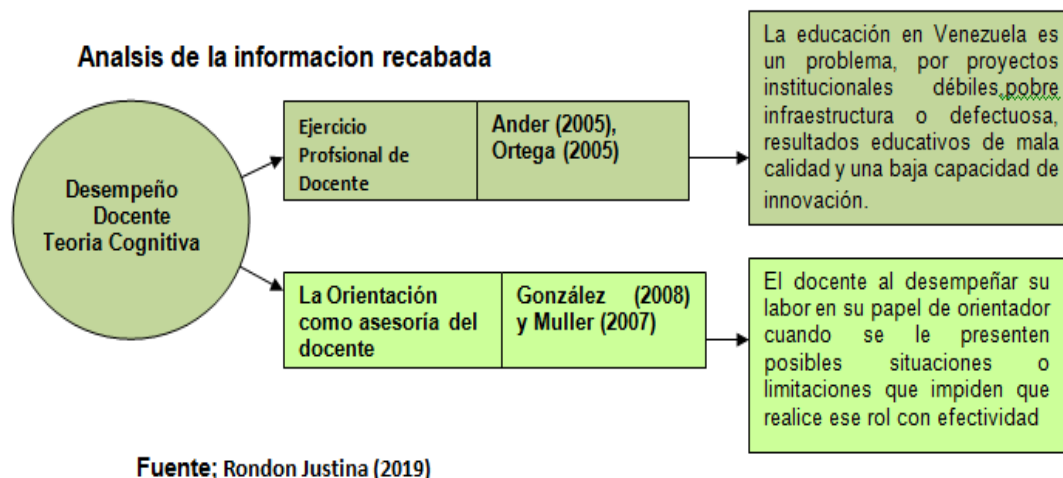 Analsis de la informacion recabada
Desempeño
Docente
Teoria Cognitiva
Ejercicio
Profsional de
Docente
Ander (2005),
Ortega (2005)
La educación en Venezuela es
un problema, por proyectos
institucionales débiles,pobre
infraestructura o defectuosa,
resultados educativos de mala
calidad y una baja capacidad de
innovación.
La Orientación
como asesoría del
docente
González (2008)
y Muller (2007)
El docente al desempeñar su
labor en su papel de orientador
cuando se le presenten
posibles situaciones o
limitaciones que impiden que
realice ese rol con efectividad
Fuente; Rondon Justina (2019)